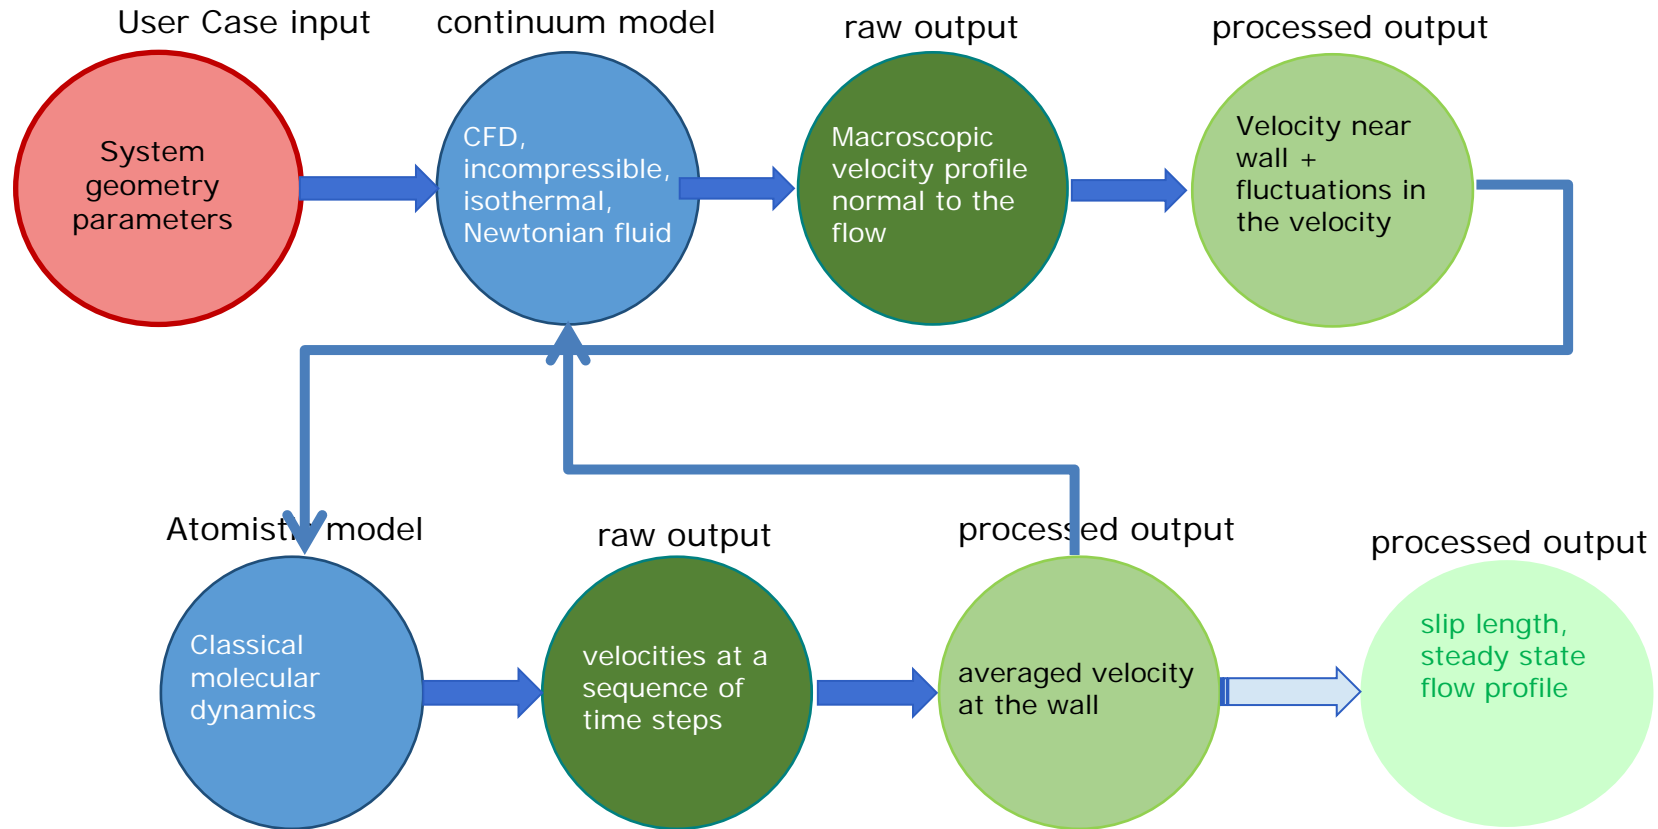 User Case input
continuum model
raw output
processed output
System
geometry
parameters
CFD,
incompressible,
isothermal,
Newtonian fluid
Macroscopic
velocity profile
normal to the
flow
Velocity near
wall +
fluctuations in
the velocity
Atomistic model
raw output
processed output
processed output
Classical
molecular
dynamics
velocities at a
sequence of
time steps
averaged velocity
at the wall
slip length,
steady state
flow profile